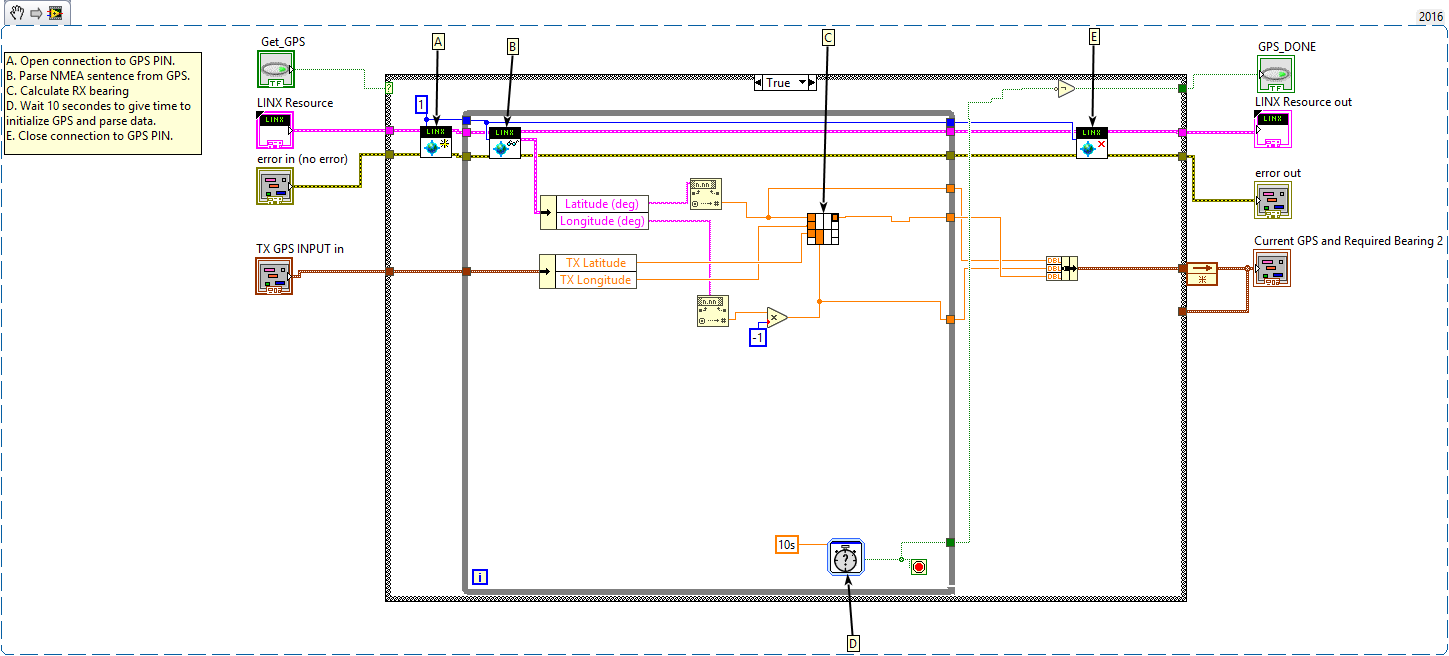 2016
A
B
C
E
Get_GPS
GPS_DONE
A. Open connection to GPS PIN.
B. Parse NMEA sentence from GPS.
C. Calculate RX bearing
D. Wait 10 secondes to give time to
initialize GPS and parse data.
E. Close connection to GPS PIN.
TF
?
True
TF
LINX Resource
1
LINX Resource out
LINX
LINX
LINX
LINX
LINX
error in (no error)
error out
n.nn
Latitude (deg)
Longitude (deg)
TX GPS INPUT in
TX Latitude
TX Longitude
Current GPS and Required Bearing 2
DBL
DBL
DBL
n.nn
x
-1
10s
?
i
D